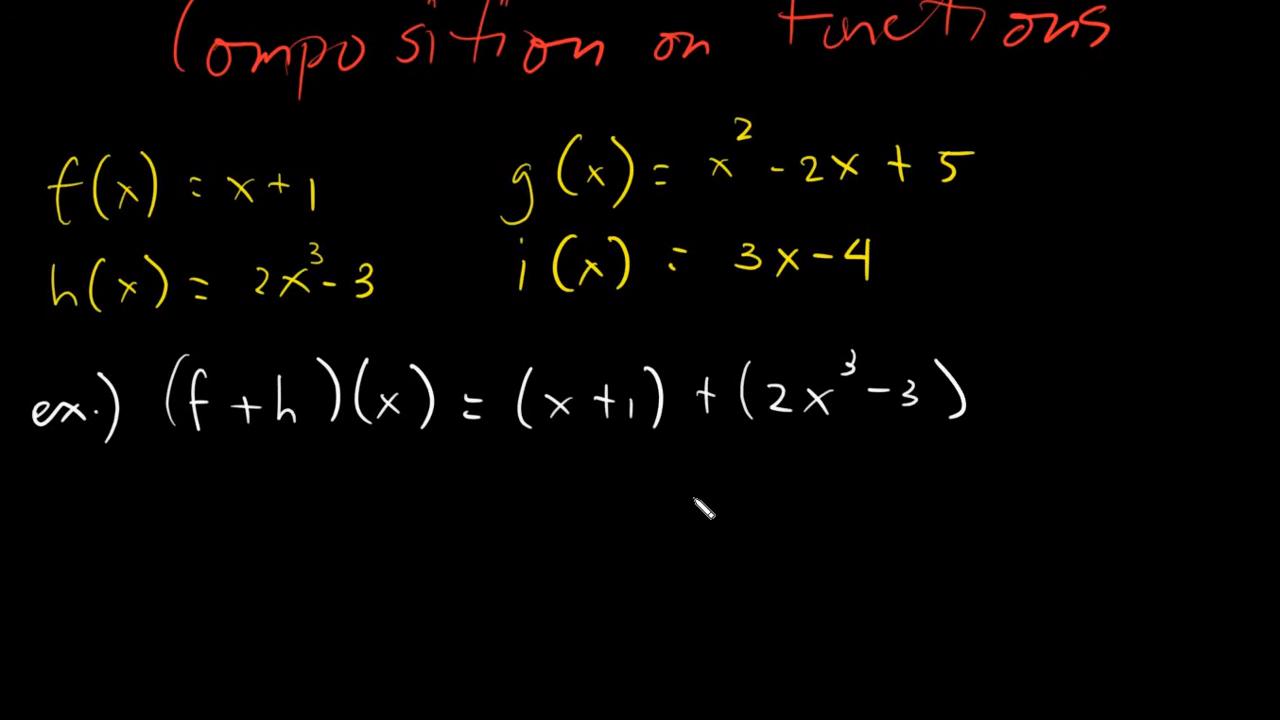 Composition on Functions
f(x) = x+1
g(x) = x² - 2x + 5
h(x) = 2x³ - 3
i(x) = 3x - 4
ex.) (f + h)(x) = (x + 1) + (2x³ - 3)